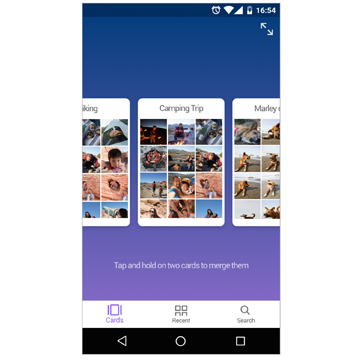 16:54
iking
Camping Trip
Marley
Tap and hold on two cards to merge them
Cards
Recent
Search